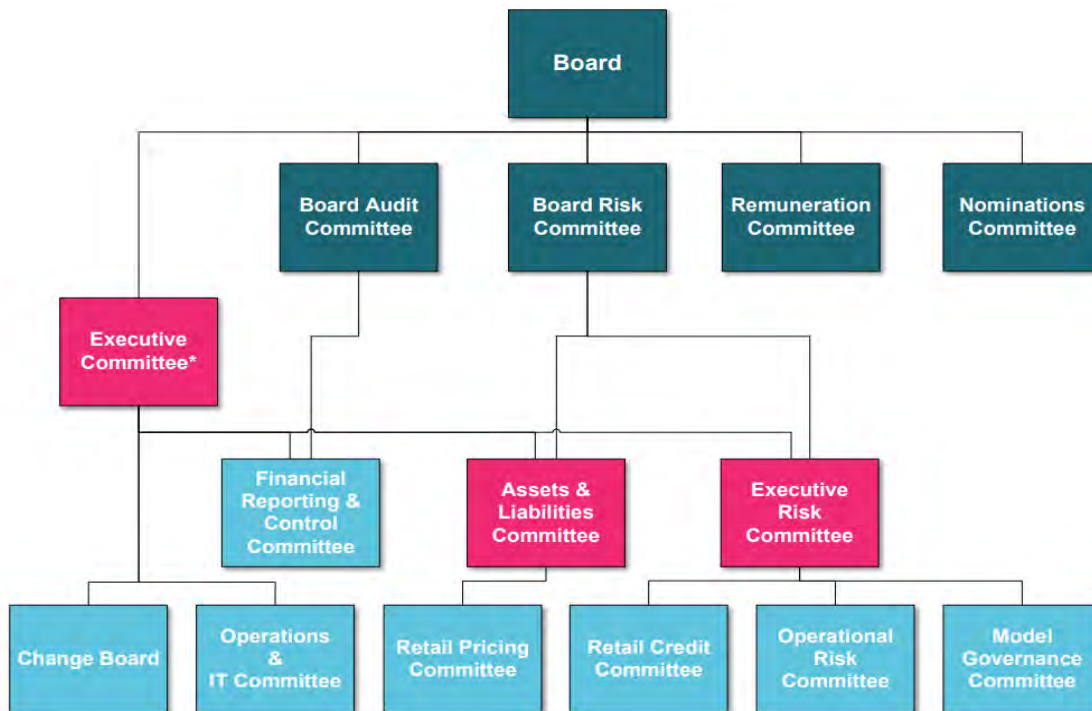 Board
Board Audit
Committee
Board Risk
Committee
Remuneration
Committee
Nominations
Committee
Executive
Committee*
Financial
Reporting &
Control
Committee
Assets &
Liabilities
Committee
Executive
Risk
Committee
Change Board
Operations
&
IT Committee
Retail Pricing
Committee
Retail Credit
Committee
Operational
Risk
Committee
Model
Governance
Committee